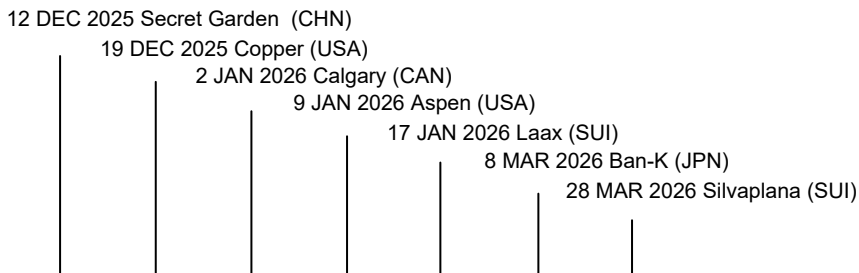 12 DEC 2025 Secret Garden  (CHN)
19 DEC 2025 Copper (USA)
2 JAN 2026 Calgary (CAN)
9 JAN 2026 Aspen (USA)
17 JAN 2026 Laax (SUI)
8 MAR 2026 Ban-K (JPN)
28 MAR 2026 Silvaplana (SUI)